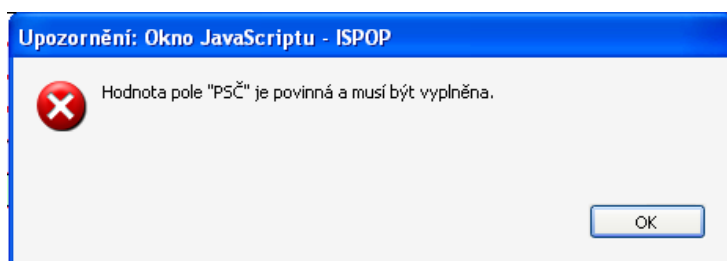 Upozornění: Okno JavaScriptu - ISPOP
Hodnota pole "PSČ" je povinná a musí být vyplněna.
OK